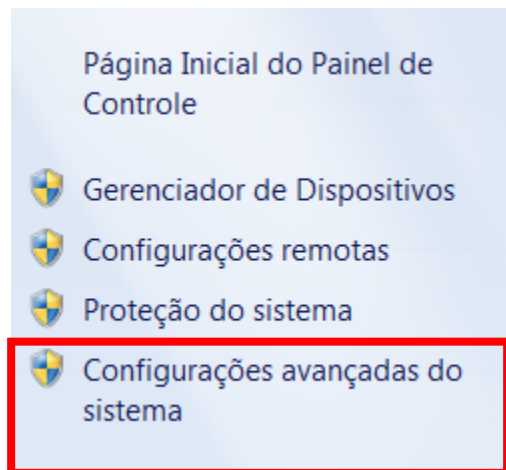 Página Inicial do Painel de
Controle
Gerenciador de Dispositivos
Configurações remotas
Proteção do sistema
Configurações avançadas do
sistema